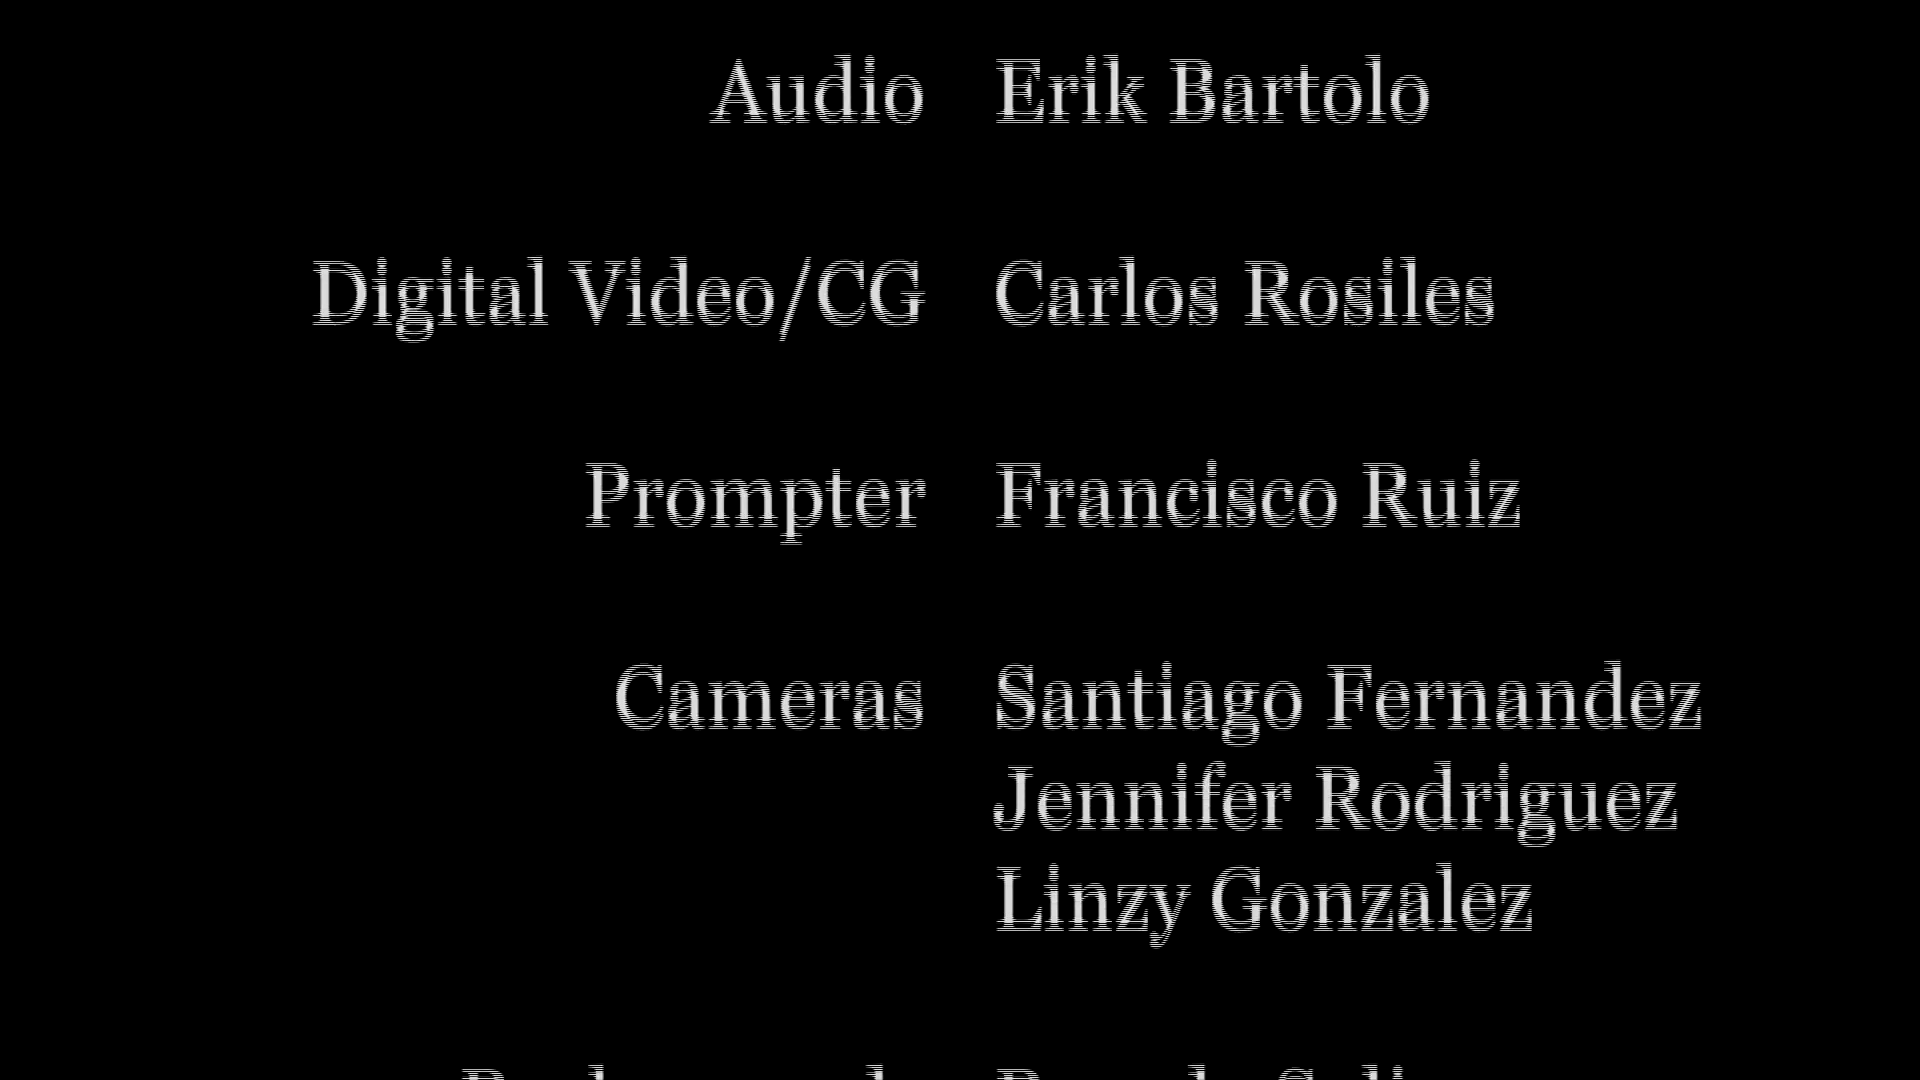 Audio Erik Bartolo
Digital Video/CG Carlos Rosiles
Prompter Francisco Ruiz
Cameras Santiago Fernandez
Jennifer Rodriguez
Linzy Gonzalez